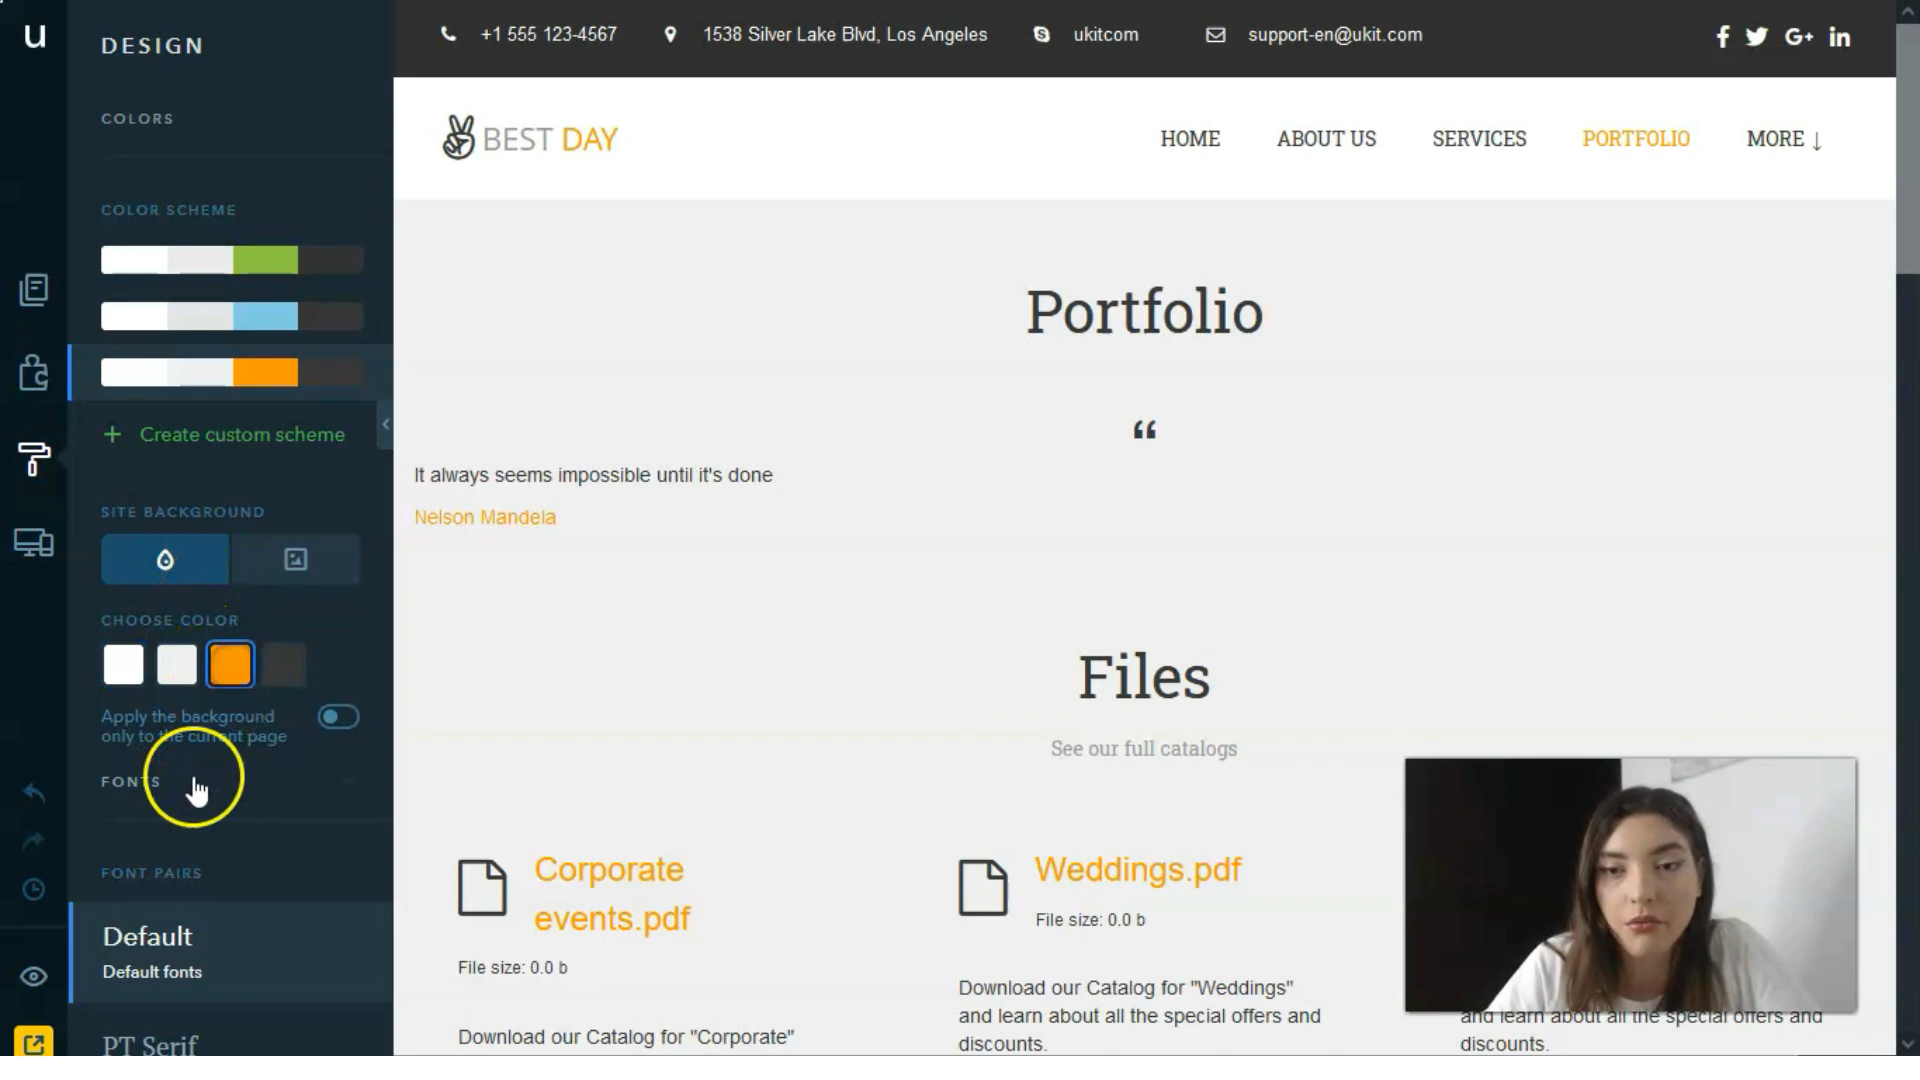 u
DESIGN
COLORS
COLOR SCHEME
Create custom scheme
SITE BACKGROUND
CHOOSE COLOR
Apply the background
only to the current page
FONTS
FONT PAIRS
Default
Default fonts
PT Serif
+1 555 123-4567
1538 Silver Lake Blvd, Los Angeles
ukitcom
support-en@ukit.com
BEST DAY
HOME
ABOUT US
SERVICES
PORTFOLIO
MORE ↓
Portfolio
“
It always seems impossible until it's done
Nelson Mandela
Files
See our full catalogs
Corporate
events.pdf
File size: 0.0 b
Download our Catalog for "Corporate"
Weddings.pdf
File size: 0.0 b
Download our Catalog for "Weddings"
and learn about all the special offers and
discounts.
and learn about all the special offers and
discounts.